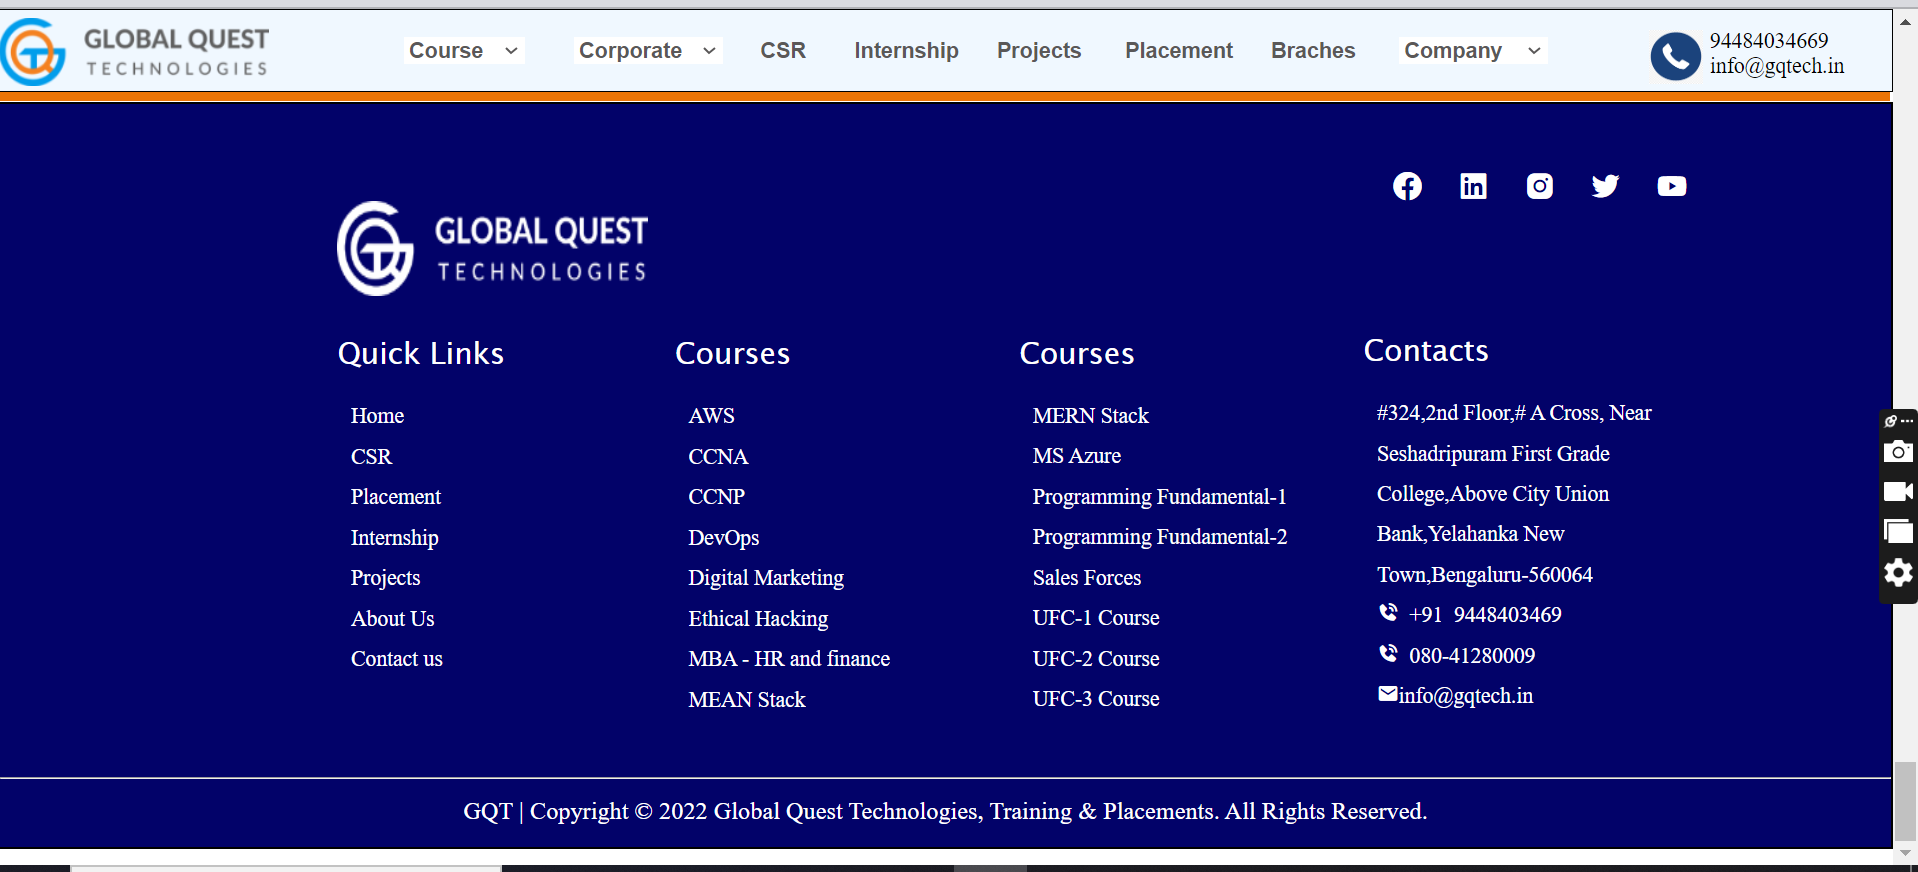 GLOBAL QUEST
TECHNOLOGIES
Course
Corporate
CSR
Internship
Projects
Placement
Braches
Company
94484034669
info@gqtech.in
GLOBAL QUEST
TECHNOLOGIES
Quick Links
Home
CSR
Placement
Internship
Projects
About Us
Contact us
Courses
AWS
CCNA
CCNP
DevOps
Digital Marketing
Ethical Hacking
MBA - HR and finance
MEAN Stack
Courses
MERN Stack
MS Azure
Programming Fundamental-1
Programming Fundamental-2
Sales Forces
UFC-1 Course
UFC-2 Course
UFC-3 Course
Contacts
#324,2nd Floor,# A Cross, Near
Seshadripuram First Grade
College,Above City Union
Bank,Yelahanka New
Town,Bengaluru-560064
+91 9448403469
080-41280009
info@gqtech.in
GQT | Copyright © 2022 Global Quest Technologies, Training & Placements. All Rights Reserved.